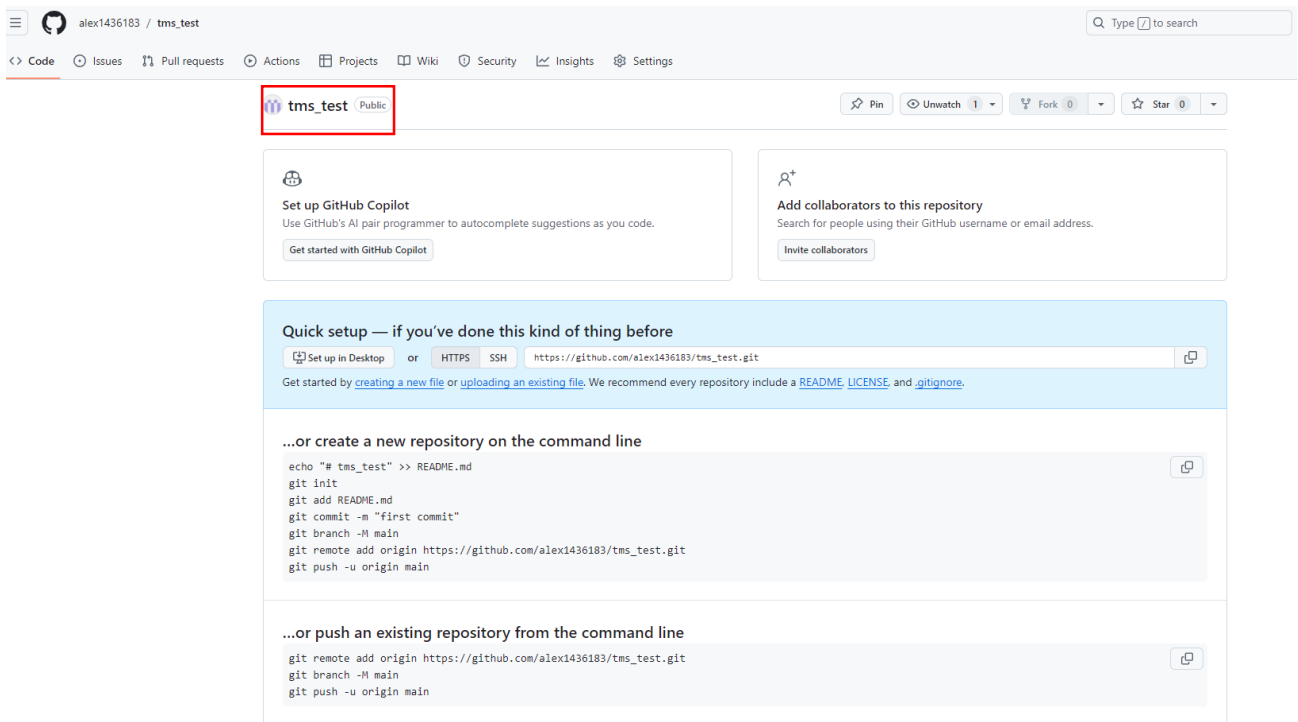 alex1436183 / tms_test
Type / to search
<> Code Issues Pull requests Actions Projects Wiki Security Insights Settings
tms_test Public
Pin Unwatch 1 Fork 0 Star 0
Set up GitHub Copilot
Use GitHub's AI pair programmer to autocomplete suggestions as you code.
Get started with GitHub Copilot
Add collaborators to this repository
Search for people using their GitHub username or email address.
Invite collaborators
Quick setup — if you've done this kind of thing before
Set up in Desktop or HTTPS SSH https://github.com/alex1436183/tms_test.git
Get started by creating a new file or uploading an existing file. We recommend every repository include a README, LICENSE, and .gitignore.
…or create a new repository on the command line
echo "# tms_test" >> README.md
git init
git add README.md
git commit -m "first commit"
git branch -M main
git remote add origin https://github.com/alex1436183/tms_test.git
git push -u origin main
…or push an existing repository from the command line
git remote add origin https://github.com/alex1436183/tms_test.git
git branch -M main
git push -u origin main